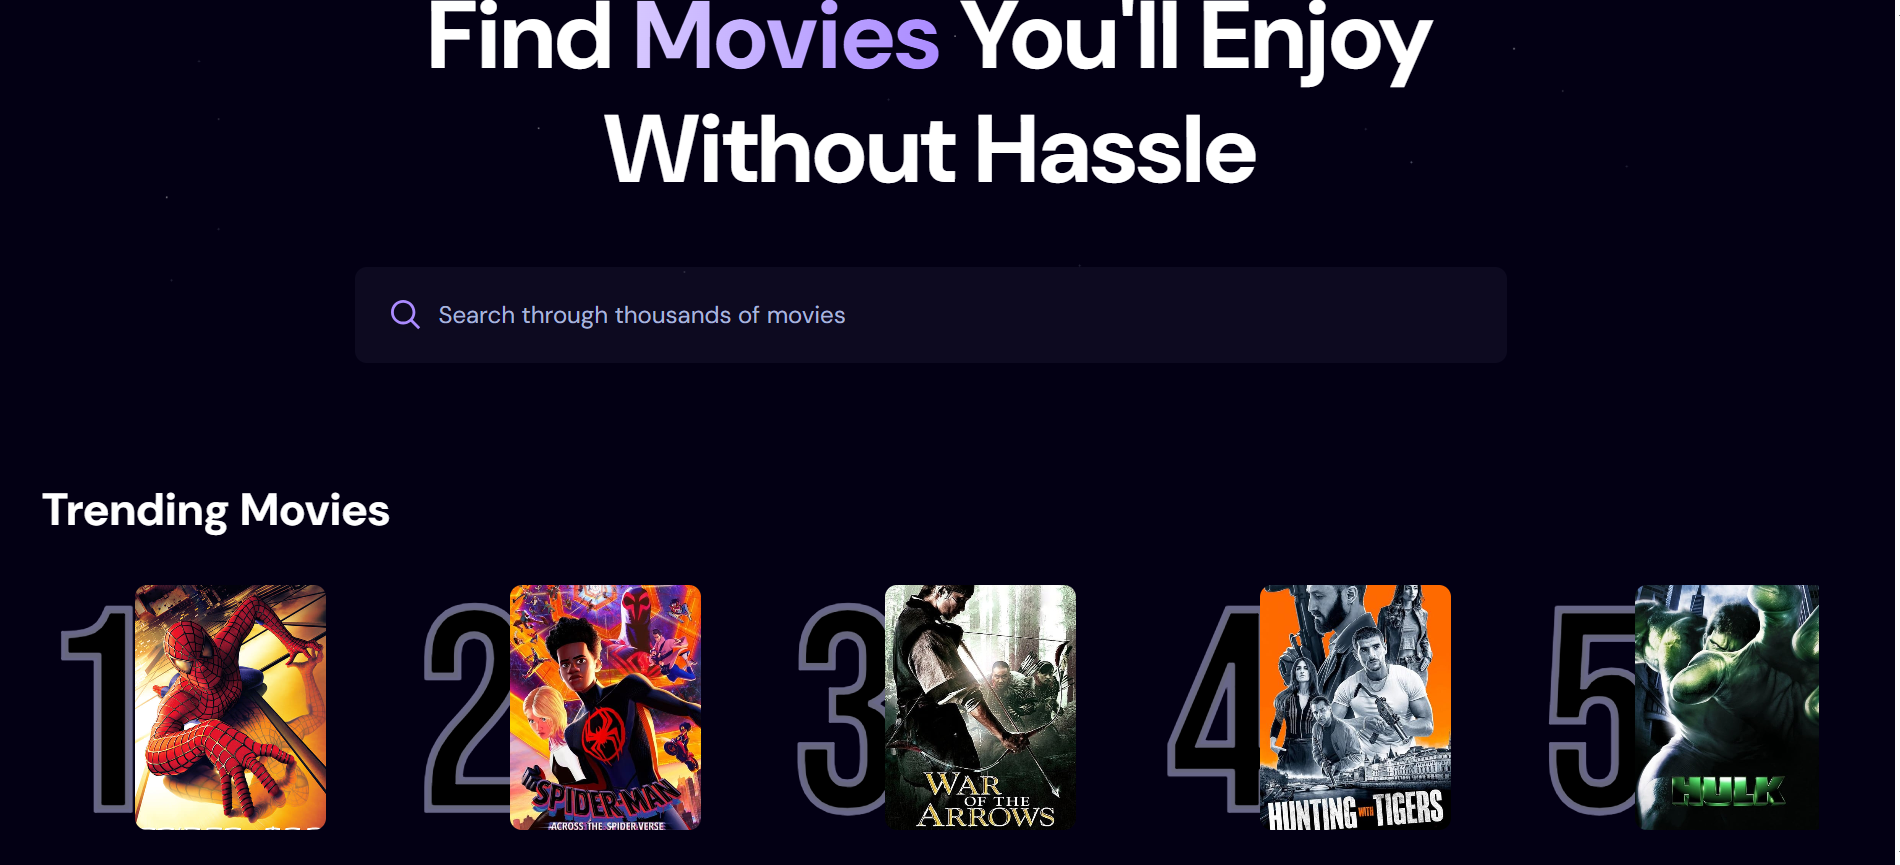 Find Movies You'll Enjoy
Without Hassle
Search through thousands of movies
Trending Movies
1
2
SPIDER-MAN
ACROSS THE SPIDER-VERSE
3
WAR
OF THE
ARROWS
4
HUNTING WITH TIGERS
5
HULK